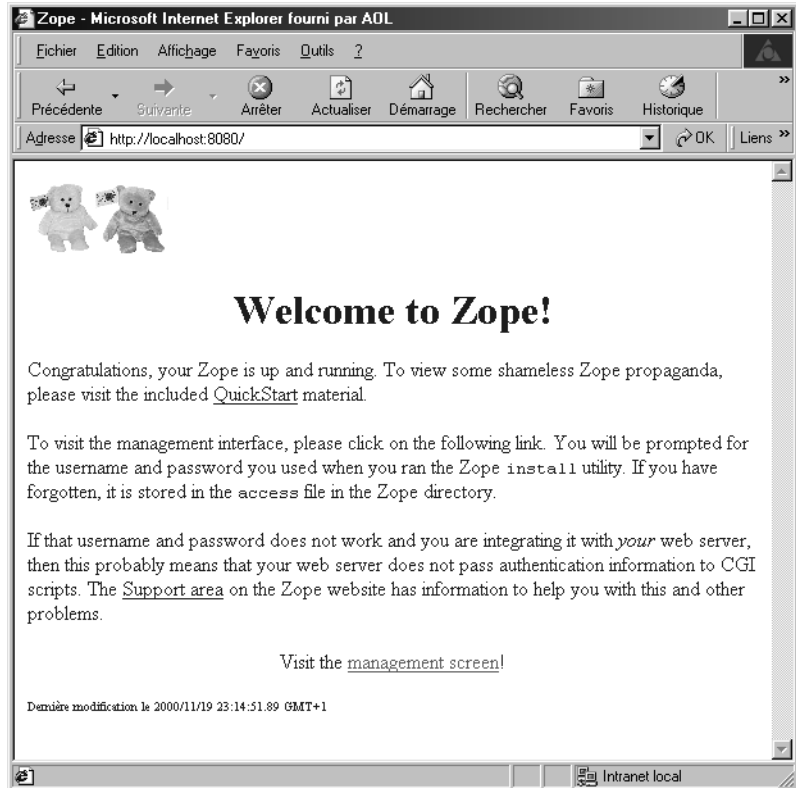 Zope - Microsoft Internet Explorer fourni par AOL
Fichier Edition Affichage Favoris Outils ?
Précédente Suivante Arrêter Actualiser Démarrage Rechercher Favoris Historique »
Adresse http://localhost:8080/ OK Liens »
Welcome to Zope!
Congratulations, your Zope is up and running. To view some shameless Zope propaganda,
please visit the included QuickStart material.
To visit the management interface, please click on the following link. You will be prompted for
the username and password you used when you ran the Zope install utility. If you have
forgotten, it is stored in the access file in the Zope directory.
If that username and password does not work and you are integrating it with your web server,
then this probably means that your web server does not pass authentication information to CGI
scripts. The Support area on the Zope website has information to help you with this and other
problems.
Visit the management screen!
Dernière modification le 2000/11/19 23:14:51.89 GMT+1
Intranet local